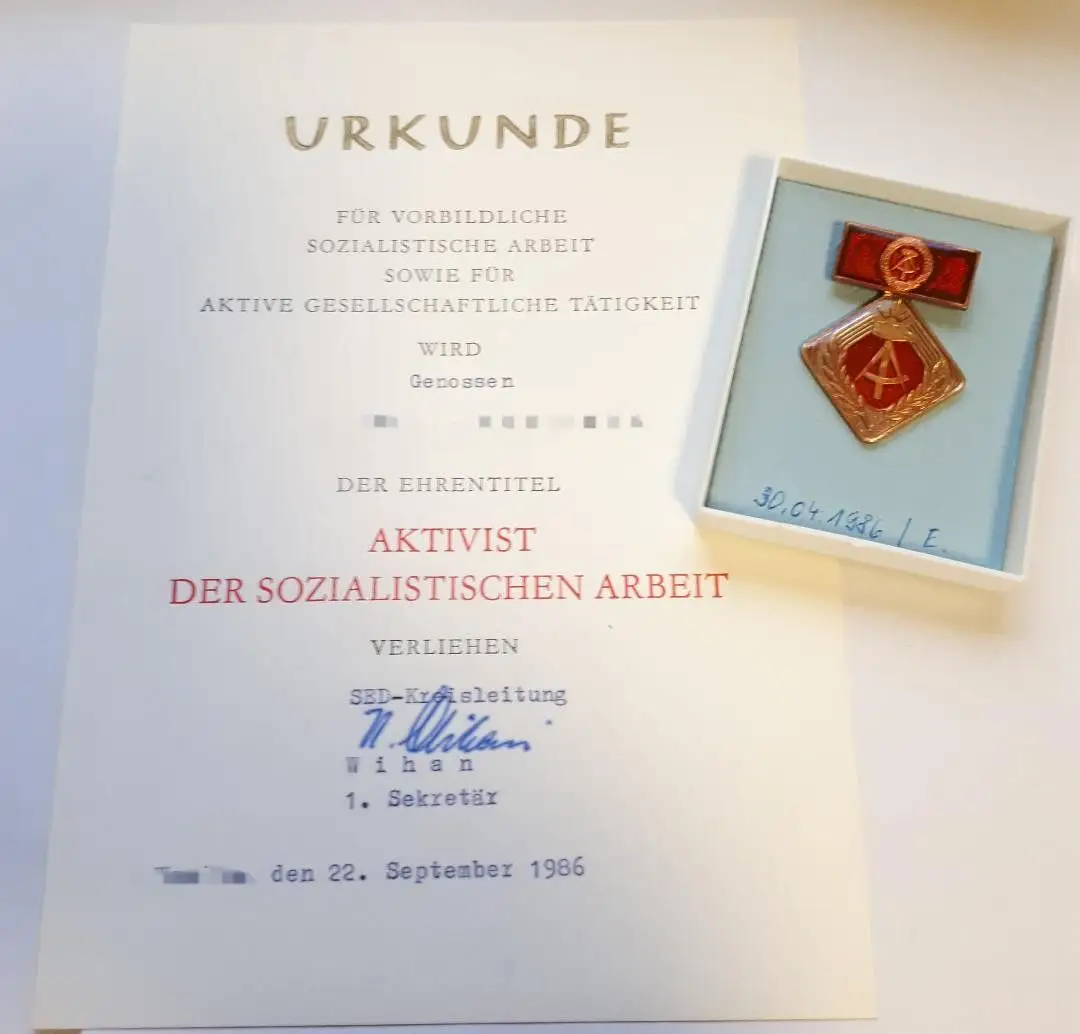 URKUNDE
FÜR VORBILDLICHE
SOZIALISTISCHE ARBEIT
SOWIE FÜR
AKTIVE GESELLSCHAFTLICHE TÄTIGKEIT
WIRD
Genossen
DER EHRENTITEL
AKTIVIST
DER SOZIALISTISCHEN ARBEIT
VERLIEHEN
SED-Kreisleitung
N. Wihan
Wihan
1. Sekretär
den 22. September 1986
30.04.1986 / E.